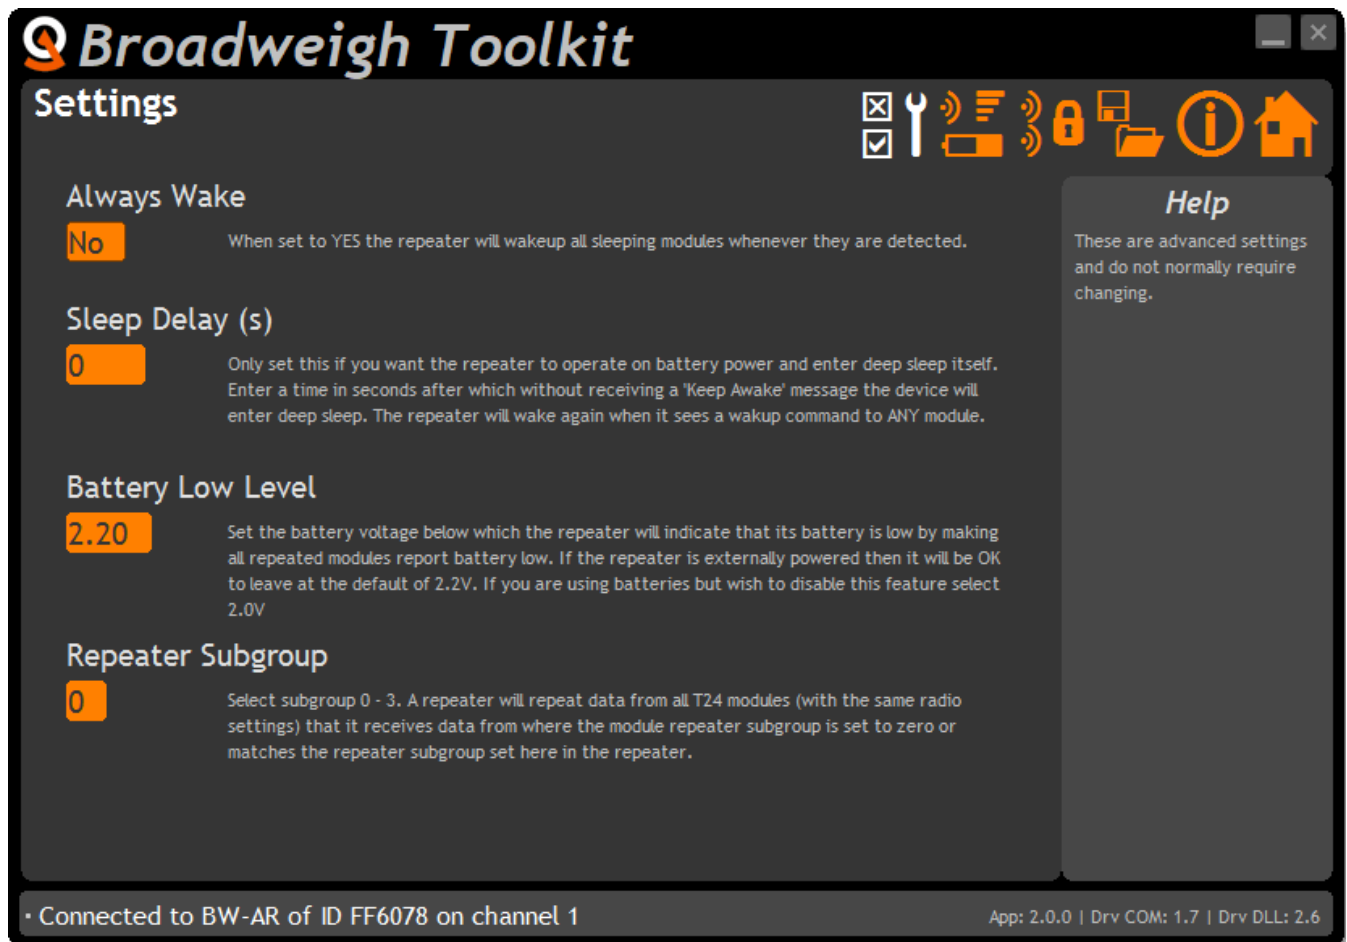 Broadweigh Toolkit
Settings
Always Wake
No
When set to YES the repeater will wakeup all sleeping modules whenever they are detected.
Sleep Delay (s)
0
Only set this if you want the repeater to operate on battery power and enter deep sleep itself.
Enter a time in seconds after which without receiving a 'Keep Awake' message the device will
enter deep sleep. The repeater will wake again when it sees a wakup command to ANY module.
Battery Low Level
2.20
Set the battery voltage below which the repeater will indicate that its battery is low by making
all repeated modules report battery low. If the repeater is externally powered then it will be OK
to leave at the default of 2.2V. If you are using batteries but wish to disable this feature select
2.0V
Repeater Subgroup
0
Select subgroup 0 - 3. A repeater will repeat data from all T24 modules (with the same radio
settings) that it receives data from where the module repeater subgroup is set to zero or
matches the repeater subgroup set here in the repeater.
Help
These are advanced settings
and do not normally require
changing.
Connected to BW-AR of ID FF6078 on channel 1
App: 2.0.0 | Drv COM: 1.7 | Drv DLL: 2.6